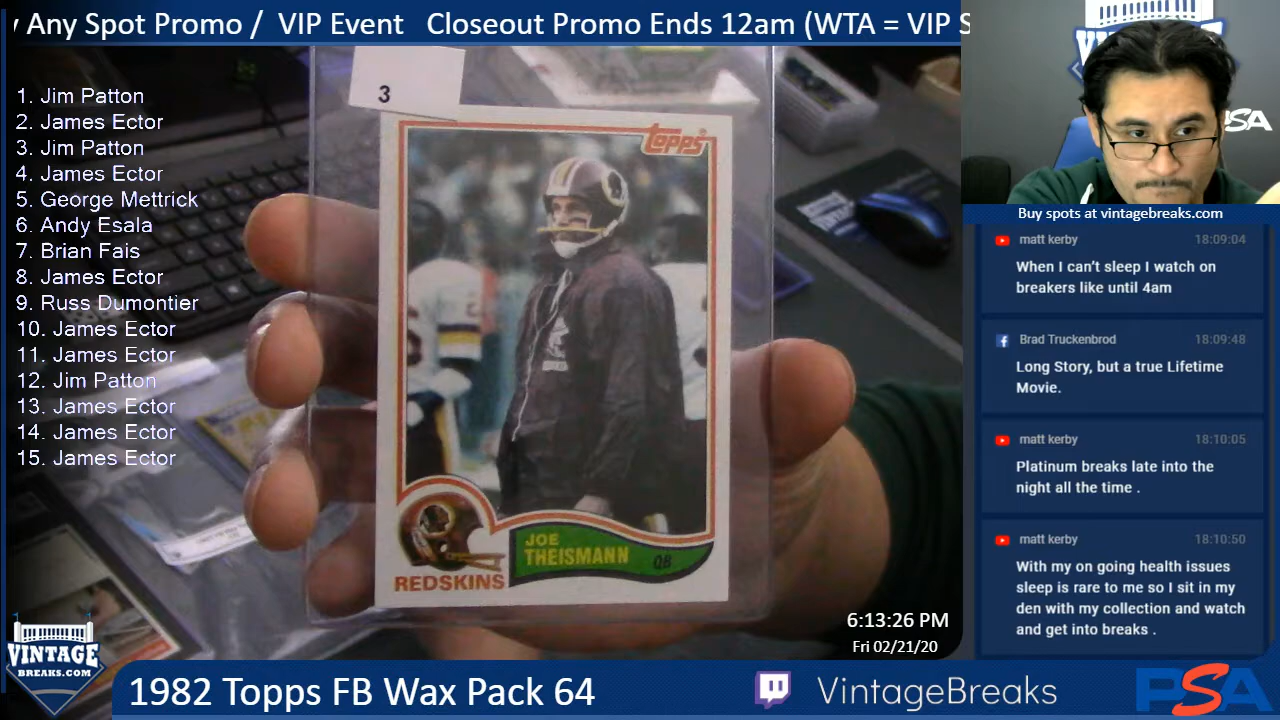 Any Spot Promo / VIP Event Closeout Promo Ends 12am (WTA = VIP S
1. Jim Patton
2. James Ector
3. Jim Patton
4. James Ector
5. George Mettrick
6. Andy Esala
7. Brian Fais
8. James Ector
9. Russ Dumontier
10. James Ector
11. James Ector
12. Jim Patton
13. James Ector
14. James Ector
15. James Ector
3
topps
JOE
THEISMANN QB
REDSKINS
PSA
Buy spots at vintagebreaks.com
matt kerby 18:09:04
When I can't sleep I watch on
breakers like until 4am
Brad Truckenbrod 18:09:48
Long Story, but a true Lifetime
Movie.
matt kerby 18:10:05
Platinum breaks late into the
night all the time .
matt kerby 18:10:50
With my on going health issues
sleep is rare to me so I sit in my
den with my collection and watch
and get into breaks .
6:13:26 PM
Fri 02/21/20
VINTAGE
BREAKS.COM
1982 Topps FB Wax Pack 64
VintageBreaks
PSA